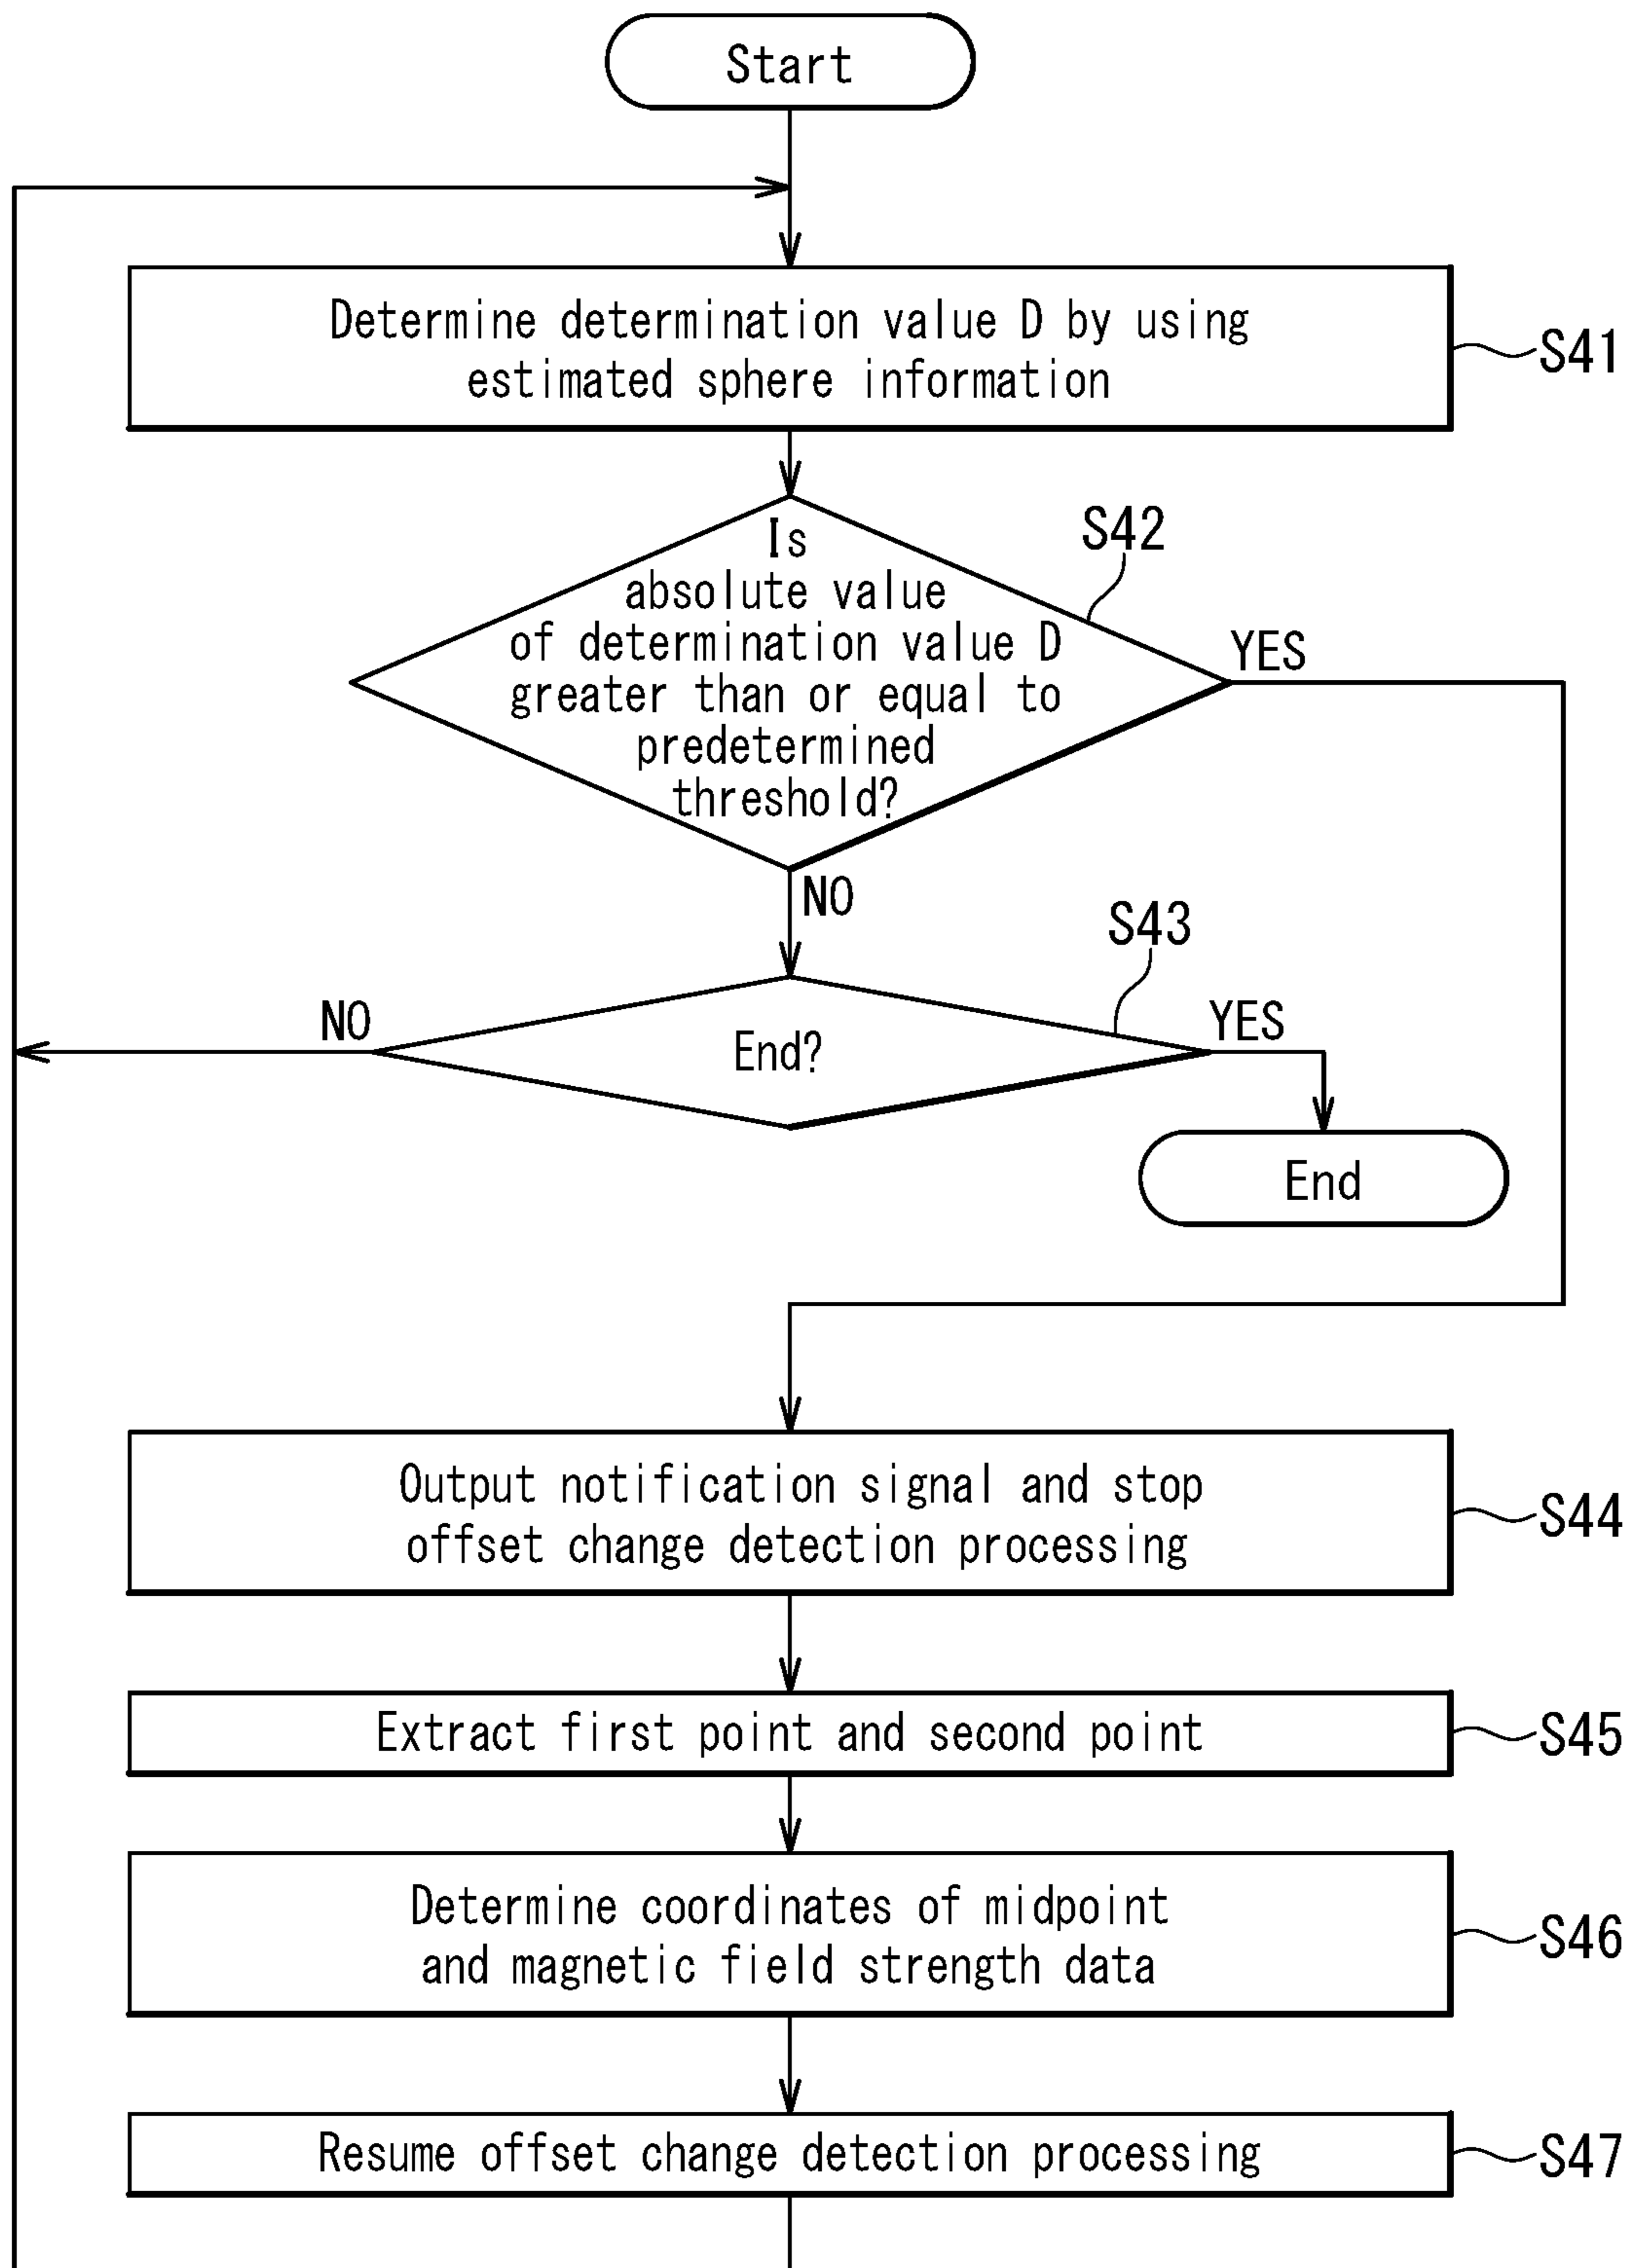 Start
Determine determination value D by using
estimated sphere information
S41
S42
Is
absolute value
of determination value D
greater than or equal to
predetermined
threshold?
YES
NO
S43
NO
End?
YES
End
Output notification signal and stop
offset change detection processing
S44
Extract first point and second point
S45
Determine coordinates of midpoint
and magnetic field strength data
S46
Resume offset change detection processing
S47